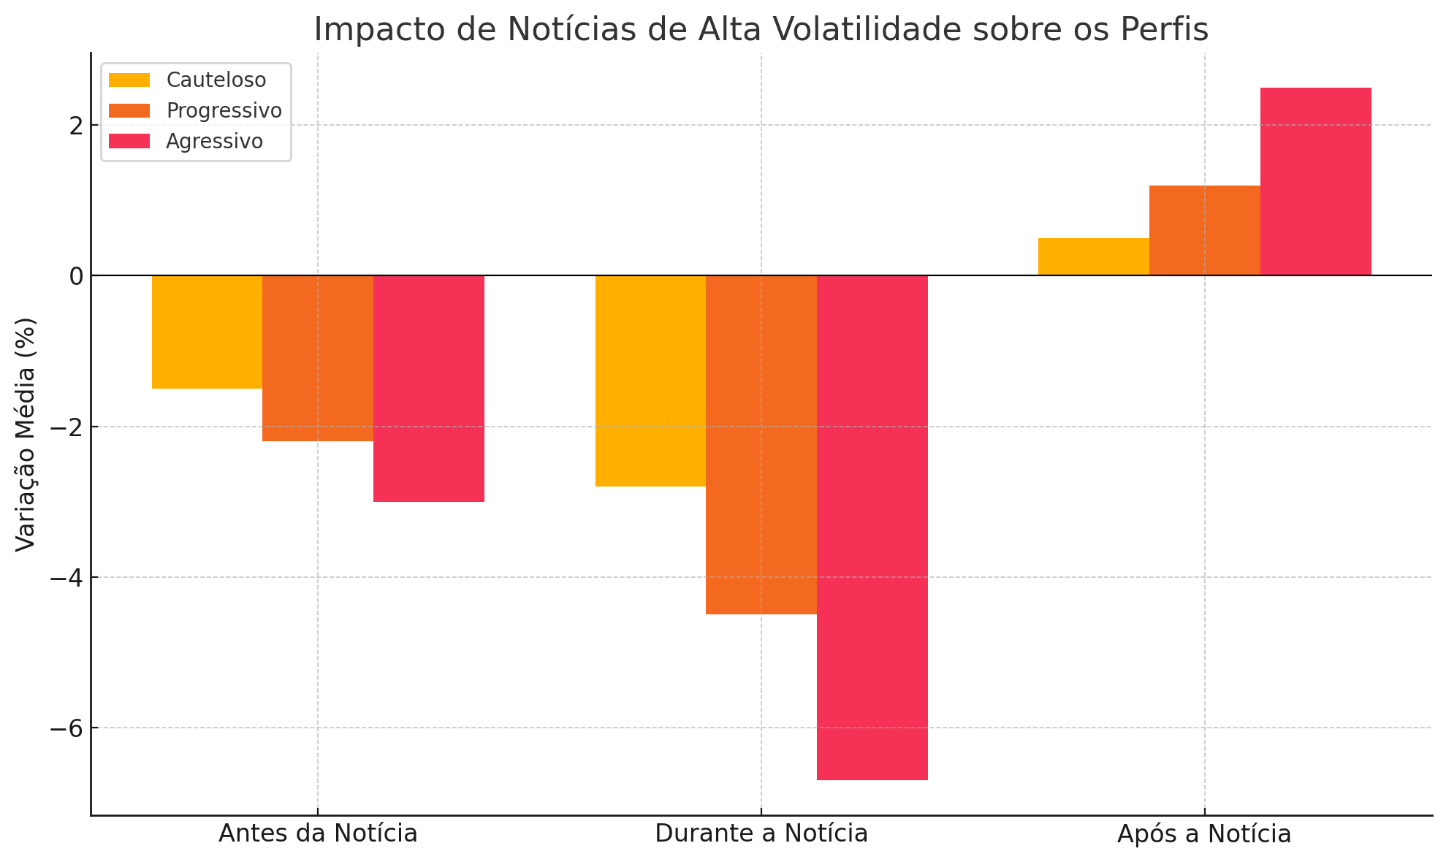 Impacto de Notícias de Alta Volatilidade sobre os Perfis
Cauteloso
Progressivo
Agressivo
Variação Média (%)
2
0
−2
−4
−6
Antes da Notícia
Durante a Notícia
Após a Notícia